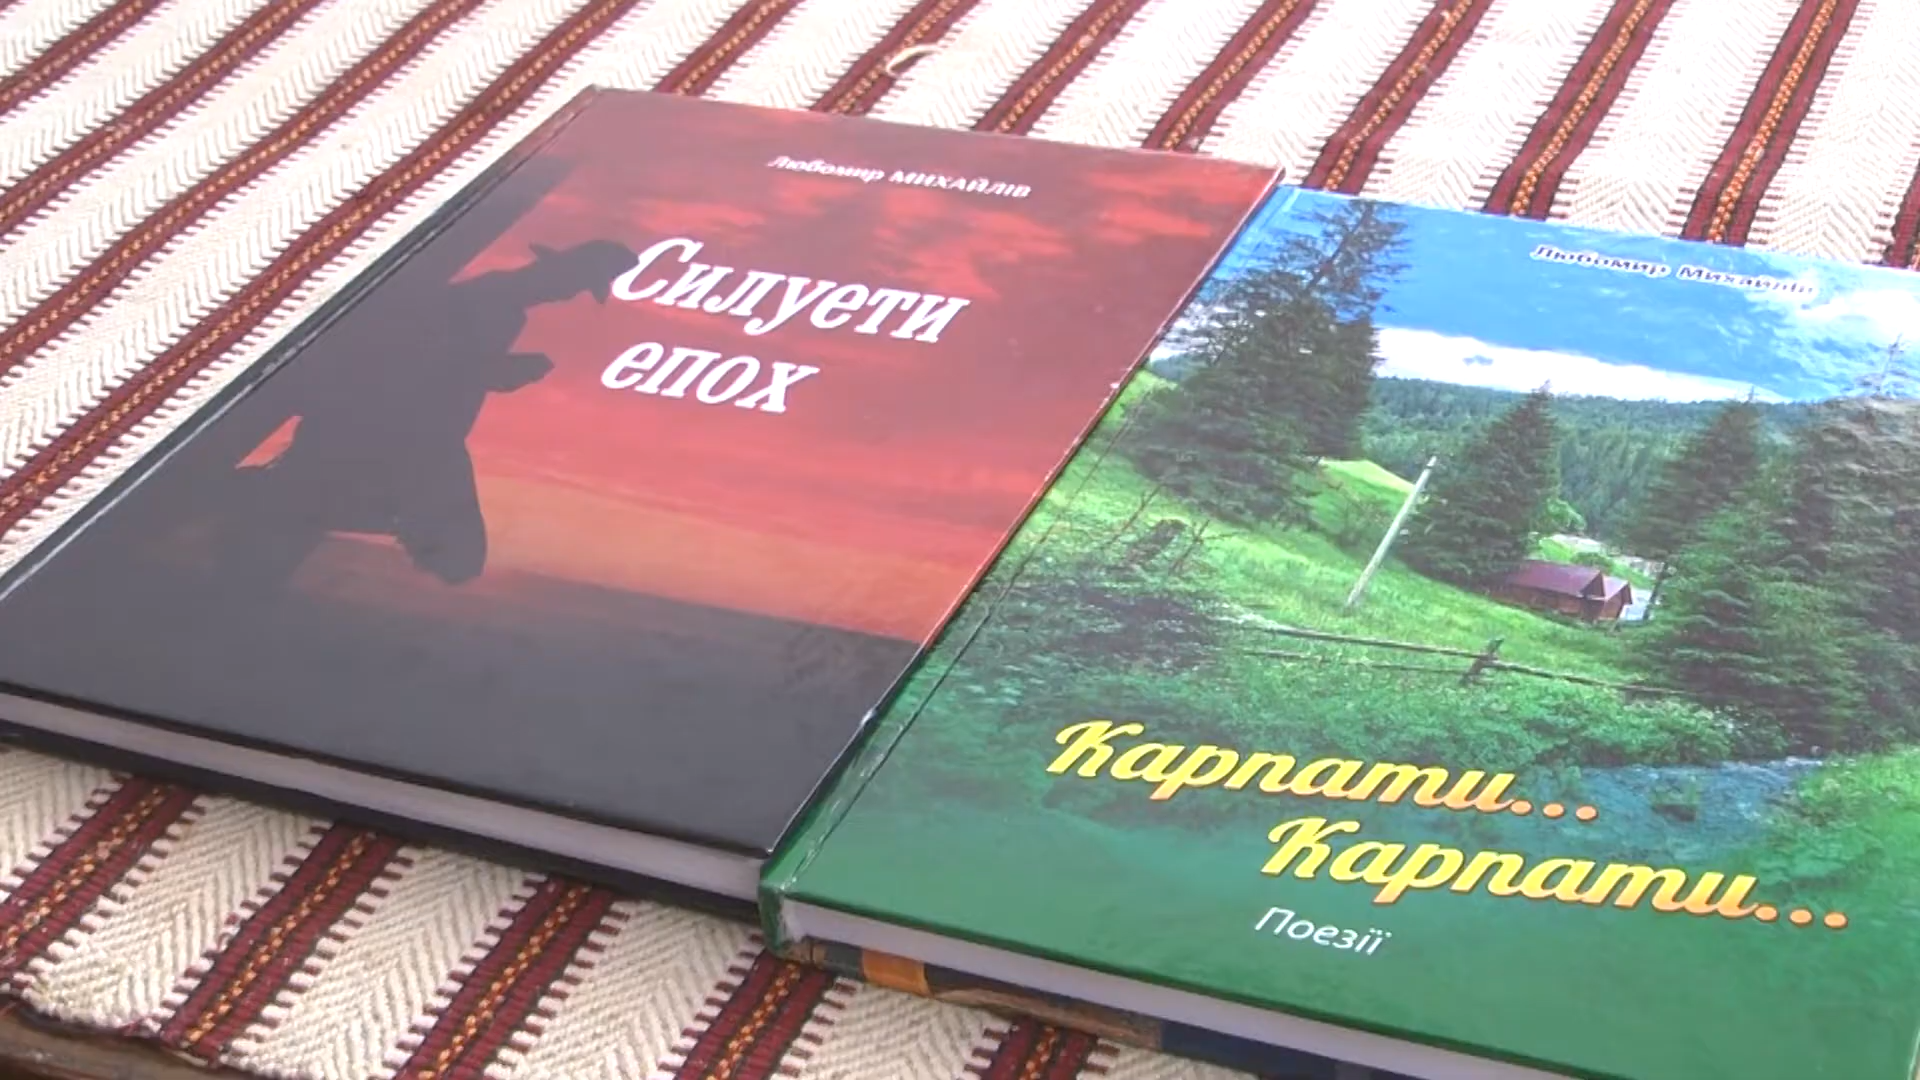 Любомир МИХАЙЛІВ
Силуети
епох
Любомир Михайлів
Карпати...
Карпати...
Поезії